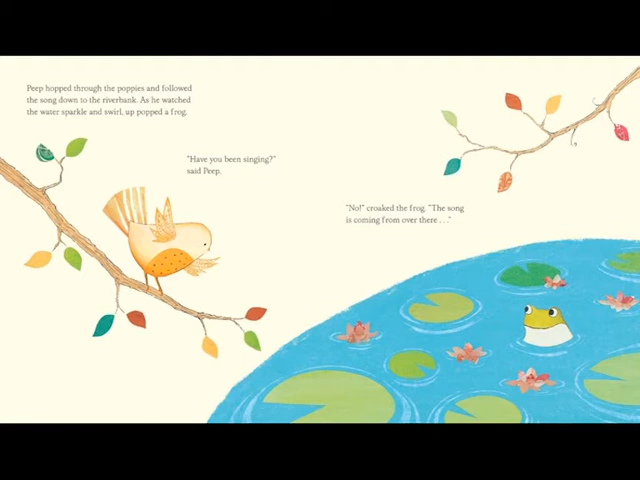 Peep hopped through the poppies and followed
the song down to the riverbank. As he watched
the water sparkle and swirl, up popped a frog.
"Have you been singing?"
said Peep.
"No!" croaked the frog. "The song
is coming from over there . . ."